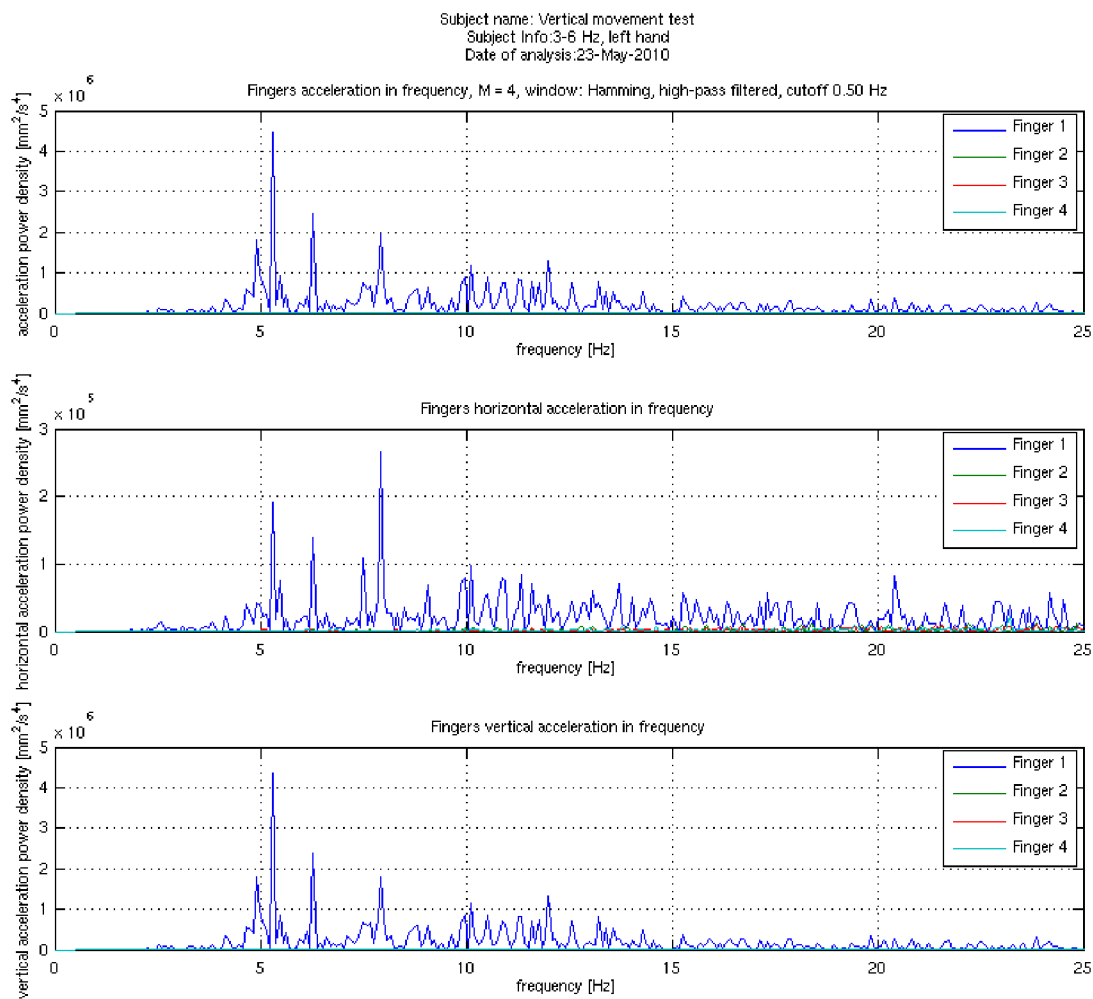 Subject name: Vertical movement test
Subject Info:3-6 Hz, left hand
Date of analysis:23-May-2010
Fingers acceleration in frequency, M = 4, window: Hamming, high-pass filtered, cutoff 0.50 Hz
x 10^6
acceleration power density [mm^2/s^4]
5
4
3
2
1
0
0 5 10 15 20 25
frequency [Hz]
Finger 1
Finger 2
Finger 3
Finger 4
Fingers horizontal acceleration in frequency
x 10^5
horizontal acceleration power density [mm^2/s^4]
3
2
1
0
0 5 10 15 20 25
frequency [Hz]
Finger 1
Finger 2
Finger 3
Finger 4
Fingers vertical acceleration in frequency
x 10^6
vertical acceleration power density [mm^2/s^4]
5
4
3
2
1
0
0 5 10 15 20 25
frequency [Hz]
Finger 1
Finger 2
Finger 3
Finger 4